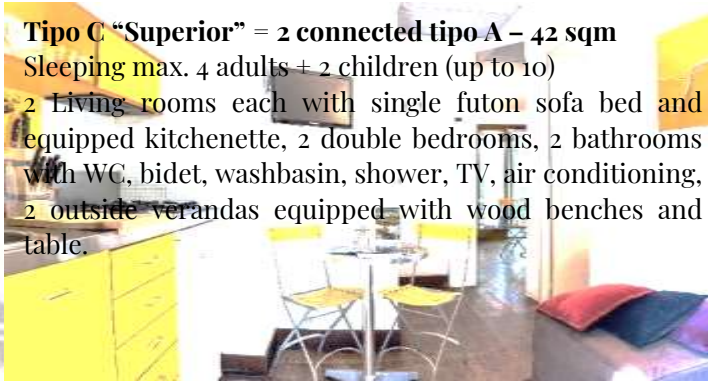 Tipo C “Superior” = 2 connected tipo A – 42 sqm
Sleeping max. 4 adults + 2 children (up to 10)
2 Living rooms each with single futon sofa bed and
equipped kitchenette, 2 double bedrooms, 2 bathrooms
with WC, bidet, washbasin, shower, TV, air conditioning,
2 outside verandas equipped with wood benches and
table.